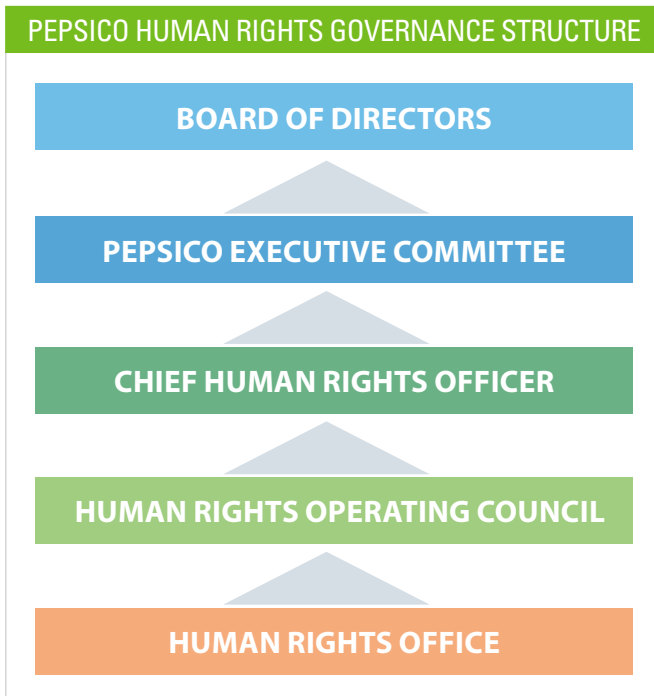 PEPSICO HUMAN RIGHTS GOVERNANCE STRUCTURE
BOARD OF DIRECTORS
PEPSICO EXECUTIVE COMMITTEE
CHIEF HUMAN RIGHTS OFFICER
HUMAN RIGHTS OPERATING COUNCIL
HUMAN RIGHTS OFFICE